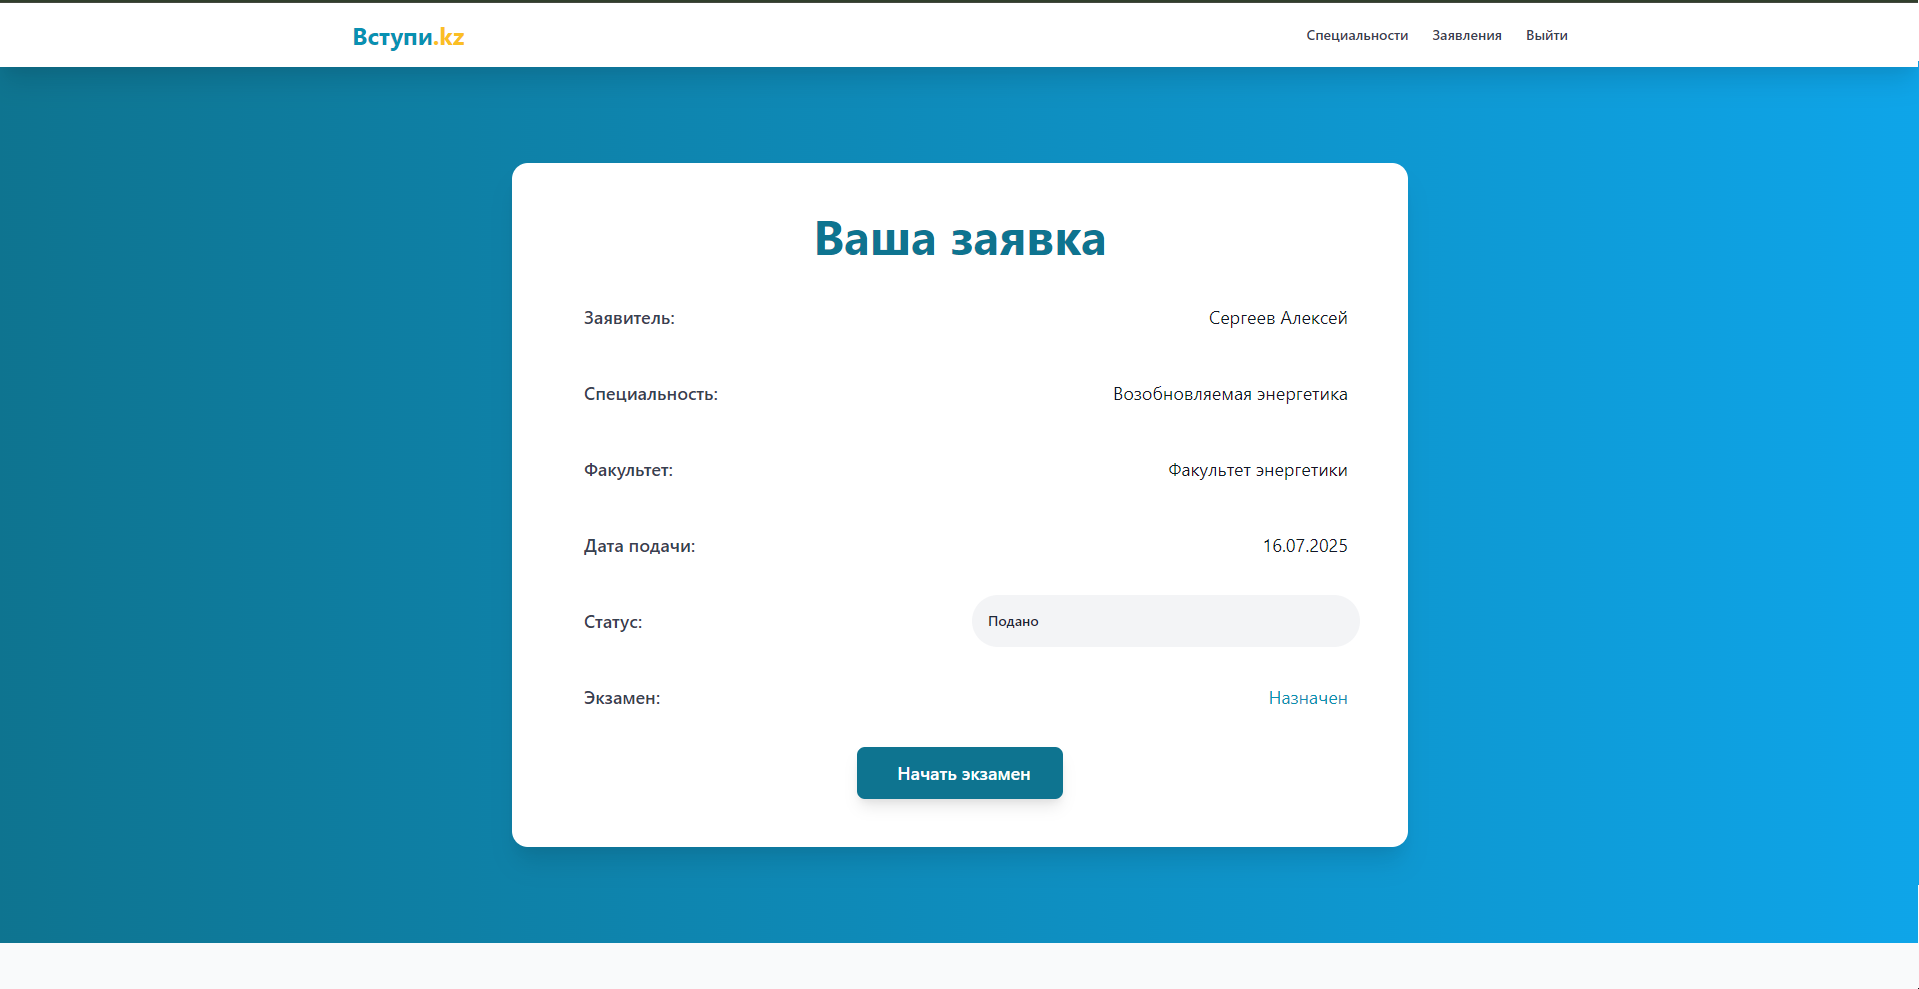 Вступи.kz
Специальности Заявления Выйти
Ваша заявка
Заявитель: Сергеев Алексей
Специальность: Возобновляемая энергетика
Факультет: Факультет энергетики
Дата подачи: 16.07.2025
Статус: Подано
Экзамен: Назначен
Начать экзамен